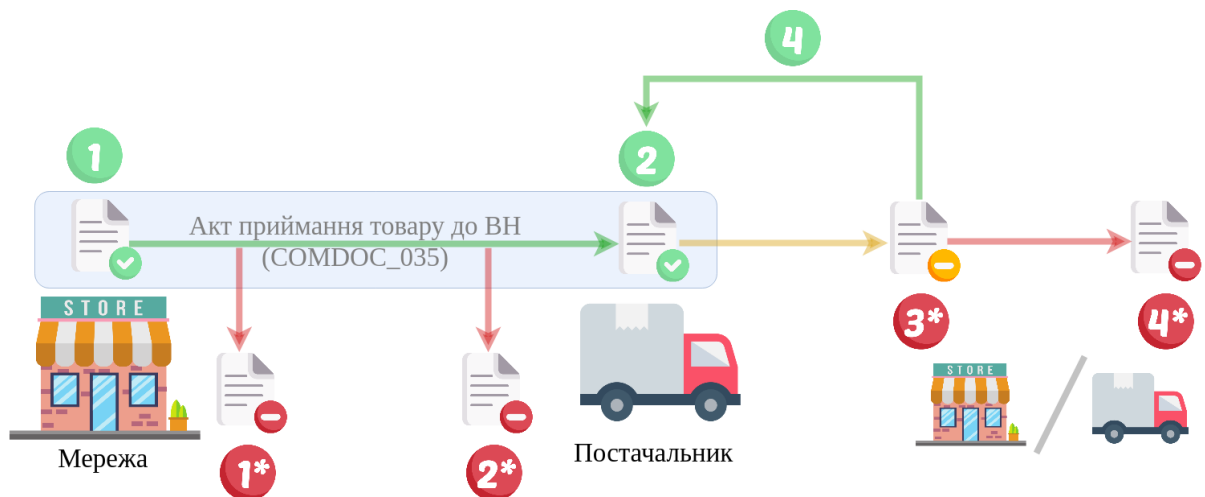 4
1
2
Акт приймання товару до ВН
(COMDOC_035)
STORE
3*
4*
STORE
Мережа
Постачальник
1*
2*